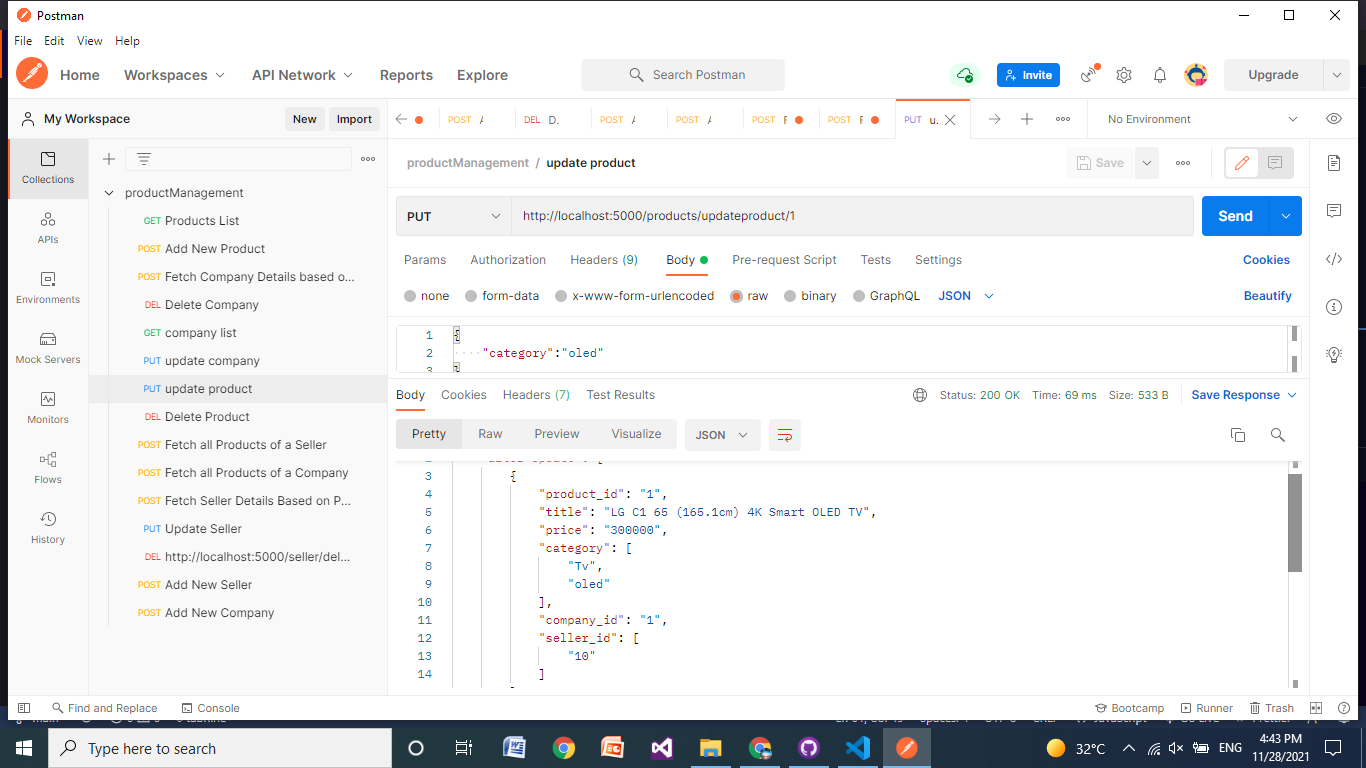 Postman
File Edit View Help
Home Workspaces API Network Reports Explore Search Postman Invite Upgrade
My Workspace New Import
POST DEL D. POST POST POST F POST F PUT u. No Environment
Collections
APIs
Environments
Mock Servers
Monitors
Flows
History
productManagement
GET Products List
POST Add New Product
POST Fetch Company Details based o...
DEL Delete Company
GET company list
PUT update company
PUT update product
DEL Delete Product
POST Fetch all Products of a Seller
POST Fetch all Products of a Company
POST Fetch Seller Details Based on P...
PUT Update Seller
DEL http://localhost:5000/seller/del...
POST Add New Seller
POST Add New Company
productManagement / update product Save
PUT http://localhost:5000/products/updateproduct/1 Send
Params Authorization Headers (9) Body Pre-request Script Tests Settings Cookies
none form-data x-www-form-urlencoded raw binary GraphQL JSON Beautify
1 {
2 "category":"oled"
3 }
Body Cookies Headers (7) Test Results Status: 200 OK Time: 69 ms Size: 533 B Save Response
Pretty Raw Preview Visualize JSON
3 {
4 "product_id": "1",
5 "title": "LG C1 65 (165.1cm) 4K Smart OLED TV",
6 "price": "300000",
7 "category": [
8 "Tv",
9 "oled"
10 ],
11 "company_id": "1",
12 "seller_id": [
13 "10"
14 ]
Find and Replace Console Bootcamp Runner Trash
Type here to search 32°C ENG 4:43 PM
11/28/2021